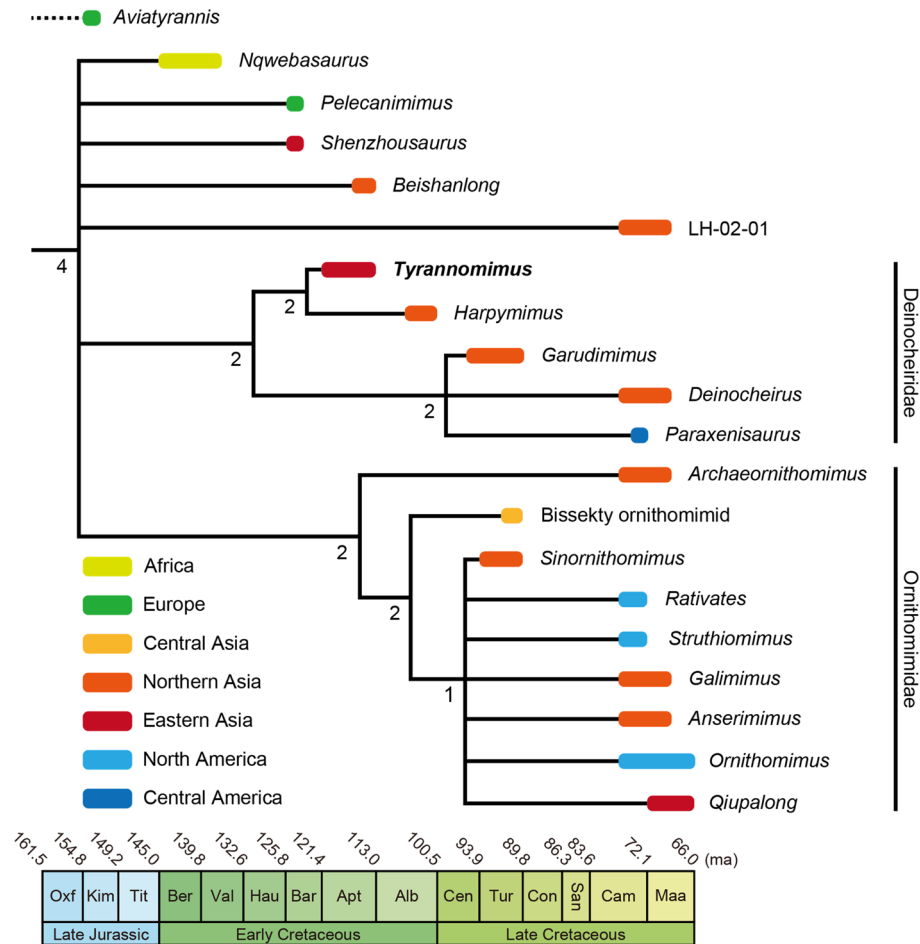 Aviatyrannis
Nqwebasaurus
Pelecanimimus
Shenzhousaurus
Beishanlong
LH-02-01
4
Tyrannomimus
2
Harpymimus
2
Garudimimus
Deinocheirus
2
Paraxenisaurus
Deinocheiridae
Archaeornithomimus
2
Bissekty ornithomimid
Sinornithomimus
2
Rativates
Struthiomimus
Galimimus
1
Anserimimus
Ornithomimus
Qiupalong
Ornithomimidae
Africa
Europe
Central Asia
Northern Asia
Eastern Asia
North America
Central America
161.5 154.8 149.2 145.0 139.8 132.6 125.8 121.4 113.0 100.5 93.9 89.8 86.3 83.6 72.1 66.0 (ma)
Oxf Kim Tit Ber Val Hau Bar Apt Alb Cen Tur Con San Cam Maa
Late Jurassic Early Cretaceous Late Cretaceous